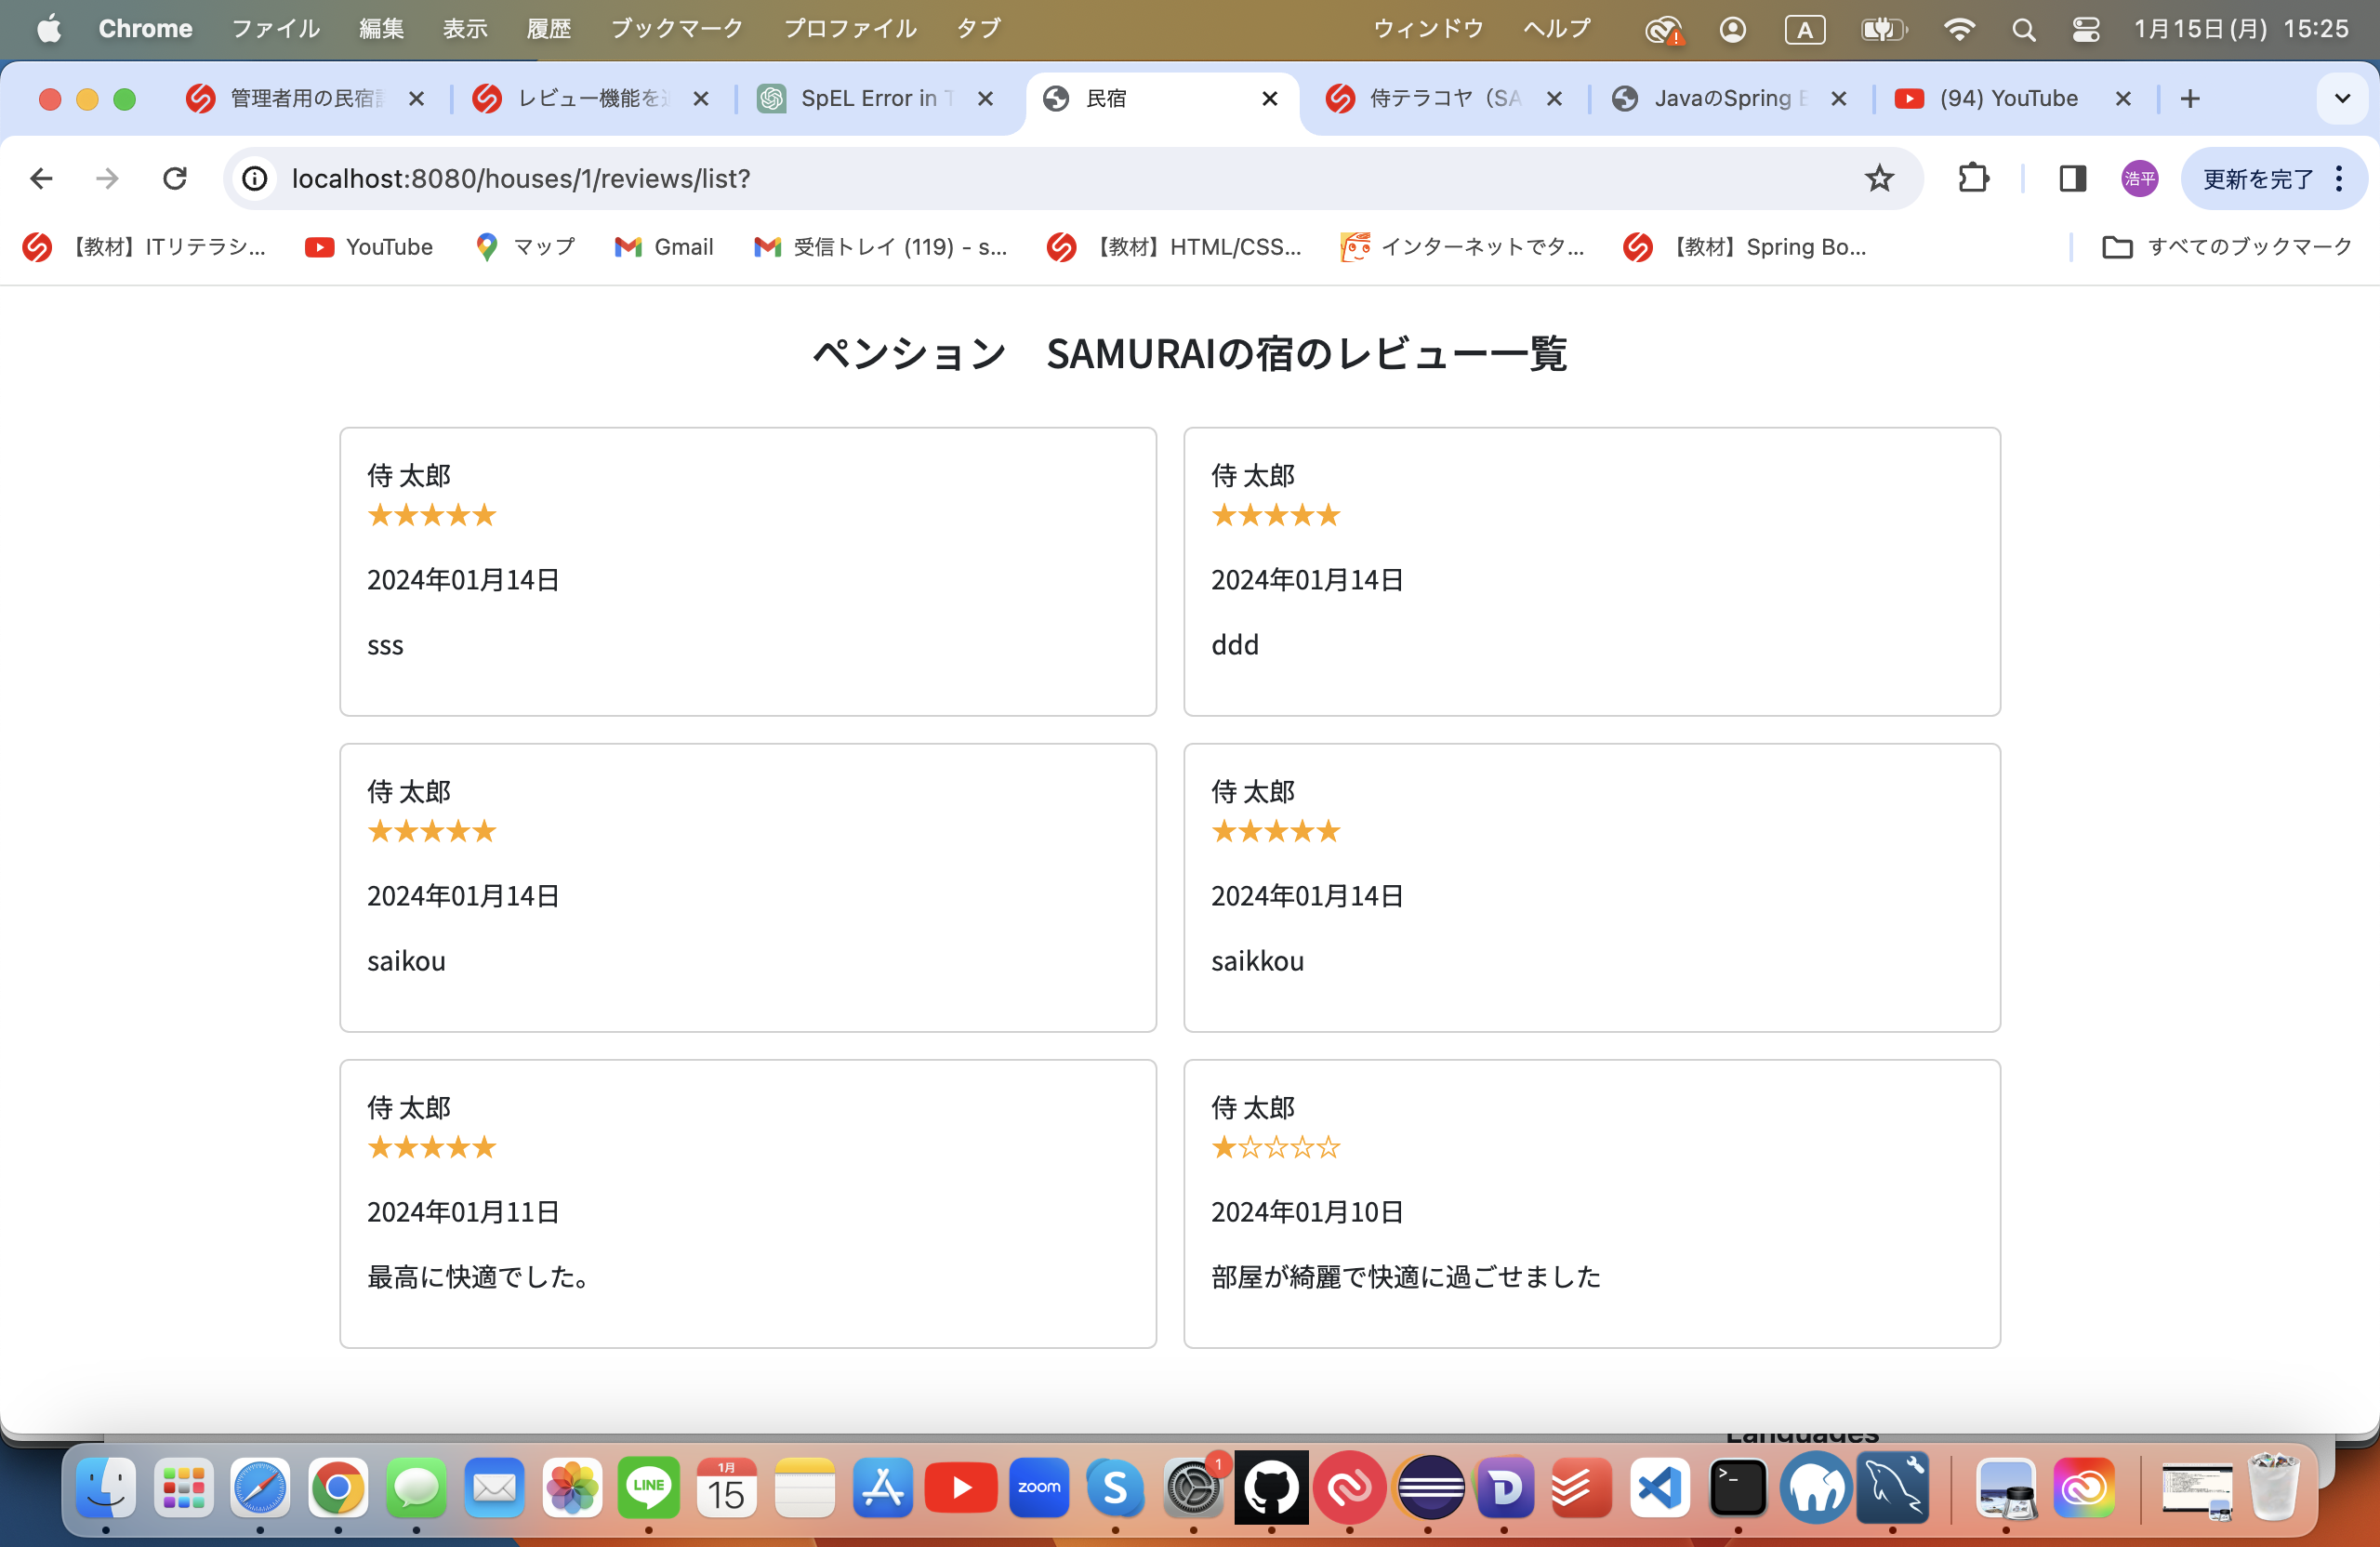 Chrome ファイル 編集 表示 履歴 ブックマーク プロファイル タブ ウィンドウ ヘルプ A 1月15日(月) 15:25
管理者用の民宿 レビュー機能を SpEL Error in T 民宿 侍テラコヤ（SA JavaのSpring (94) YouTube
localhost:8080/houses/1/reviews/list? 浩平 更新を完了
【教材】ITリテラシ... YouTube マップ Gmail 受信トレイ (119) - s... 【教材】HTML/CSS... インターネットでタ... 【教材】Spring Bo... すべてのブックマーク
ペンション　SAMURAIの宿のレビュー一覧
侍 太郎
★★★★★
2024年01月14日
sss
侍 太郎
★★★★★
2024年01月14日
ddd
侍 太郎
★★★★★
2024年01月14日
saikou
侍 太郎
★★★★★
2024年01月14日
saikkou
侍 太郎
★★★★★
2024年01月11日
最高に快適でした。
侍 太郎
★☆☆☆☆
2024年01月10日
部屋が綺麗で快適に過ごせました
Languages
LINE 1月 15 zoom S 1 D >_